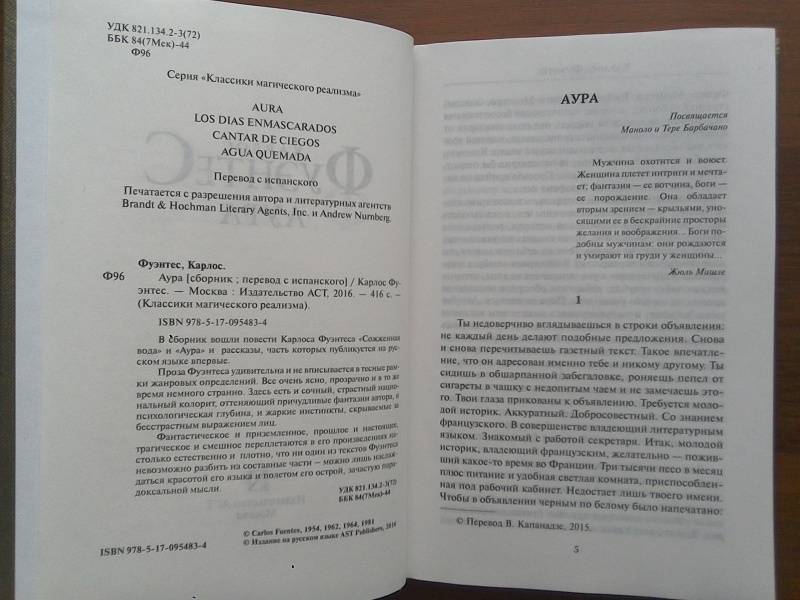 УДК 821.134.2-3(72)
ББК 84(7Мек)-44
Ф96
Серия «Классики магического реализма»
AURA
LOS DIAS ENMASCARADOS
CANTAR DE CIEGOS
AGUA QUEMADA
Перевод с испанского
Печатается с разрешения автора и литературных агентств
Brandt & Hochman Literary Agents, Inc. и Andrew Nurnberg.
Фуэнтес, Карлос.
Ф96 Аура [сборник ; перевод с испанского] / Карлос Фу-
энтес. — Москва : Издательство АСТ, 2016. — 416 с. —
(Классики магического реализма).
ISBN 978-5-17-095483-4
В сборник вошли повести Карлоса Фуэнтеса «Сожженная
вода» и «Аура» и рассказы, часть которых публикуется на рус-
ском языке впервые.
Проза Фуэнтеса удивительна и не вписывается в тесные рам-
ки жанровых определений. Все очень ясно, прозрачно и в то же
время немного странно. Здесь есть и сочный, страстный нацио-
нальный колорит, оттеняющий причудливые фантазии автора, и
психологическая глубина, и жаркие инстинкты, скрываемые за
бесстрастным выражением лиц.
Фантастическое и приземленное, прошлое и настоящее,
трагическое и смешное переплетаются в его произведениях на-
столько естественно и плотно, что ни один из текстов Фуэнтеса
невозможно разбить на составные части — можно лишь наслаж-
даться красотой его языка и полетом его острой, зачастую пара-
доксальной мысли.
УДК 821.134.2-3(72)
ББК 84(7Мек)-44
© Carlos Fuentes, 1954, 1962, 1964, 1981
© Издание на русском языке AST Publishers, 2016
ISBN 978-5-17-095483-4
АУРА
Посвящается
Маноло и Тере Барбачано
Мужчина охотится и воюет.
Женщина плетет интриги и мечта-
ет; фантазия — ее вотчина, боги —
ее порождение. Она обладает
вторым зрением — крыльями, уно-
сящими ее в бескрайние просторы
желания и воображения... Боги по-
добны мужчинам: они рождаются
и умирают на груди у женщины...
Жюль Мишле
1
Ты недоверчиво вглядываешься в строки объявления:
не каждый день делают подобные предложения. Снова
и снова перечитываешь газетный текст. Такое впечатле-
ние, что он адресован именно тебе и никому другому. Ты
сидишь в обшарпанной забегаловке, роняешь пепел от
сигареты в чашку с недопитым чаем и не замечаешь это-
го. Твои глаза прикованы к объявлению. Требуется моло-
дой историк. Аккуратный. Добросовестный. Со знанием
французского. В совершенстве владеющий литературным
языком. Знакомый с работой секретаря. Итак, молодой
историк, владеющий французским, желательно — пожив-
ший какое-то время во Франции. Три тысячи песо в месяц
плюс питание и удобная светлая комната, приспособлен-
ная под рабочий кабинет. Недостает лишь твоего имени.
Чтобы в объявлении черным по белому было напечатано:
© Перевод В. Капанадзе, 2015.
5